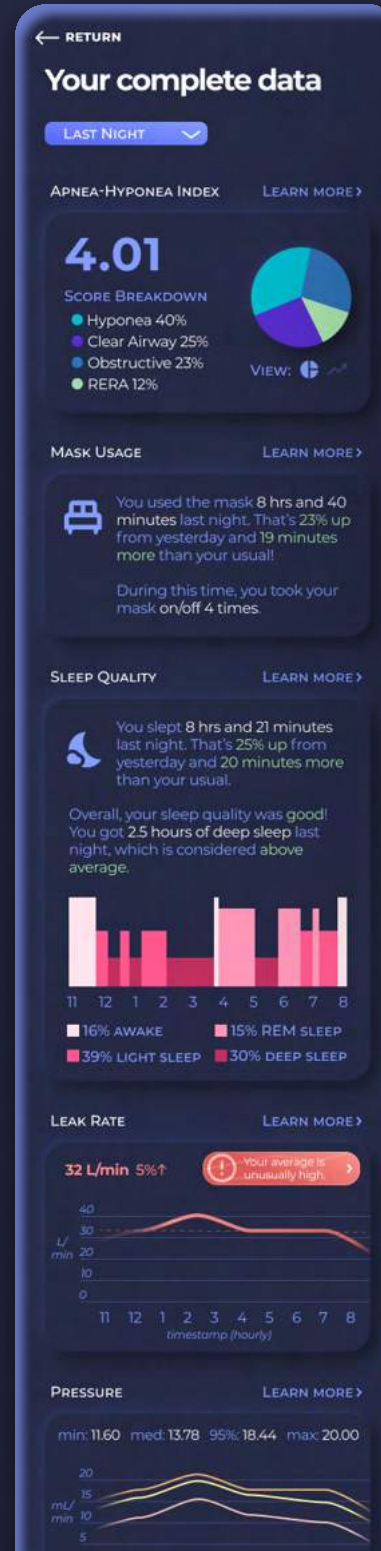 ← RETURN
Your complete data
LAST NIGHT
APNEA-HYPONEA INDEX LEARN MORE >
4.01
SCORE BREAKDOWN
Hyponea 40%
Clear Airway 25%
Obstructive 23%
RERA 12%
VIEW:
MASK USAGE LEARN MORE >
You used the mask 8 hrs and 40
minutes last night. That's 23% up
from yesterday and 19 minutes
more than your usual!
During this time, you took your
mask on/off 4 times.
SLEEP QUALITY LEARN MORE >
You slept 8 hrs and 21 minutes
last night. That's 25% up from
yesterday and 20 minutes more
than your usual.
Overall, your sleep quality was good!
You got 2.5 hours of deep sleep last
night, which is considered above
average.
11 12 1 2 3 4 5 6 7 8
16% AWAKE 15% REM SLEEP
39% LIGHT SLEEP 30% DEEP SLEEP
LEAK RATE LEARN MORE >
32 L/min 5%↑
Your average is
unusually high.
40
30
20
10
0
L/
min
11 12 1 2 3 4 5 6 7 8
timestamp (hourly)
PRESSURE LEARN MORE >
min: 11.60 med: 13.78 95%: 18.44 max: 20.00
20
15
10
5
mL/
min